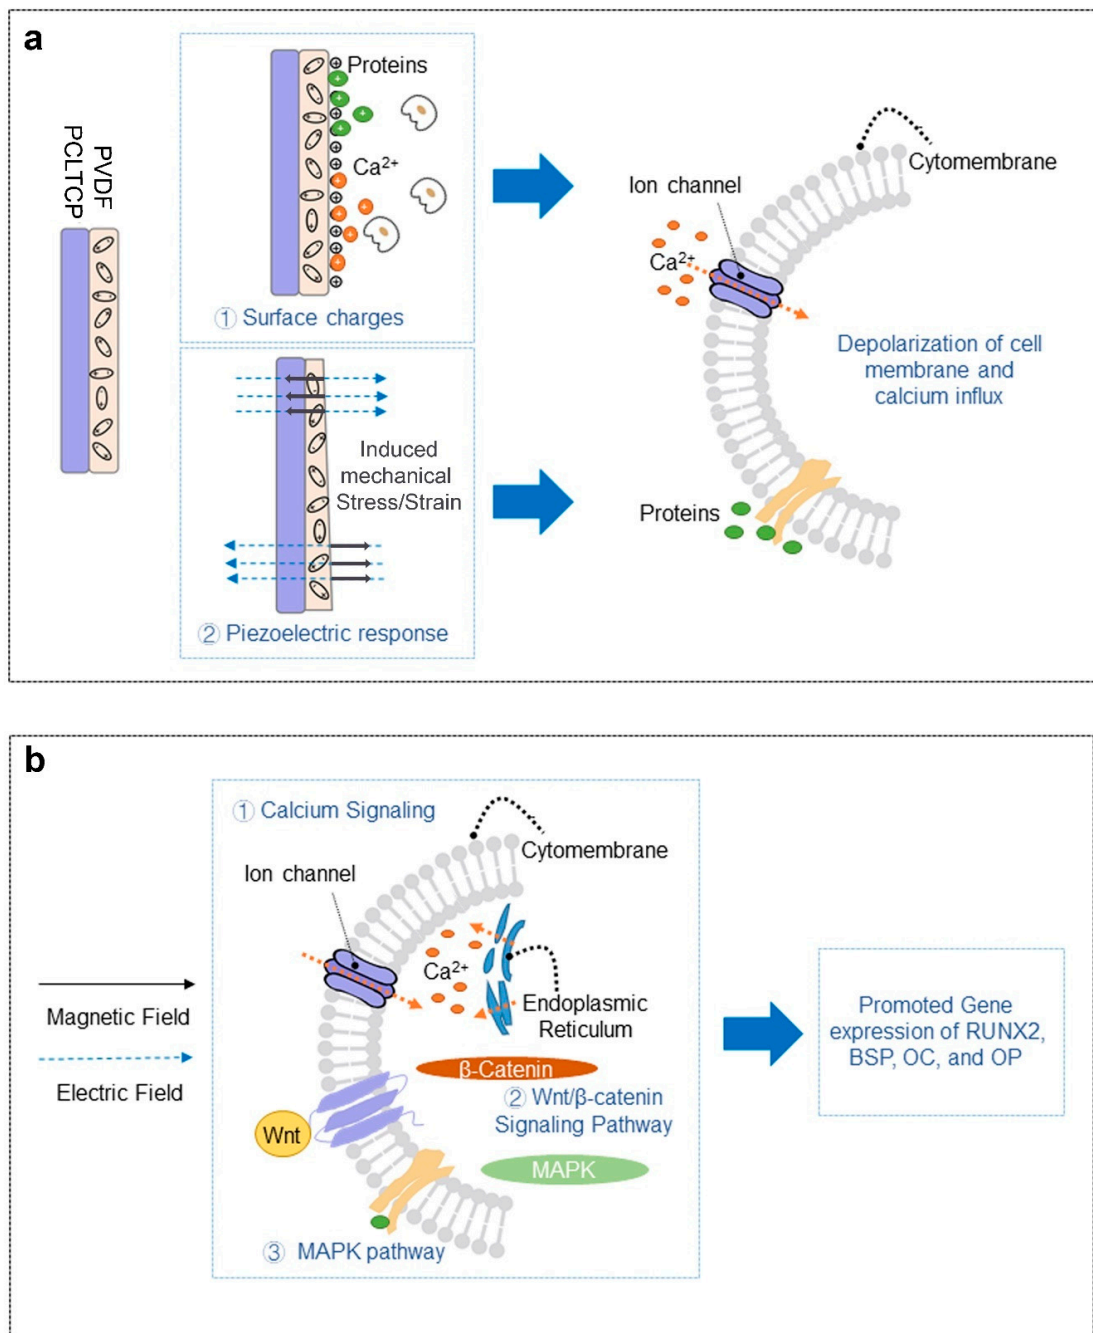 a
PCLTCP
PVDF
Proteins
Ca2+
① Surface charges
Induced
mechanical
Stress/Strain
② Piezoelectric response
Cytomembrane
Ion channel
Ca2+
Depolarization of cell
membrane and
calcium influx
Proteins
b
Magnetic Field
Electric Field
① Calcium Signaling
Cytomembrane
Ion channel
Ca2+
Endoplasmic
Reticulum
ß-Catenin
② Wnt/β-catenin
Signaling Pathway
Wnt
MAPK
③ MAPK pathway
Promoted Gene
expression of RUNX2,
BSP, OC, and OP